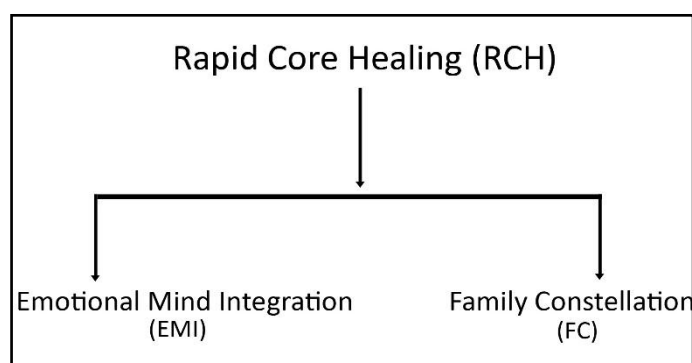 Rapid Core Healing (RCH)
Emotional Mind Integration
(EMI)
Family Constellation
(FC)